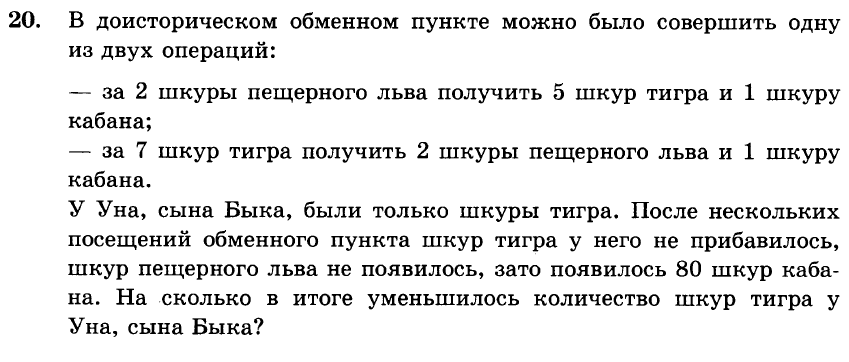 20. В доисторическом обменном пункте можно было совершить одну
из двух операций:
— за 2 шкуры пещерного льва получить 5 шкур тигра и 1 шкуру
кабана;
— за 7 шкур тигра получить 2 шкуры пещерного льва и 1 шкуру
кабана.
У Уна, сына Быка, были только шкуры тигра. После нескольких
посещений обменного пункта шкур тигра у него не прибавилось,
шкур пещерного льва не появилось, зато появилось 80 шкур каба-
на. На сколько в итоге уменьшилось количество шкур тигра у
Уна, сына Быка?